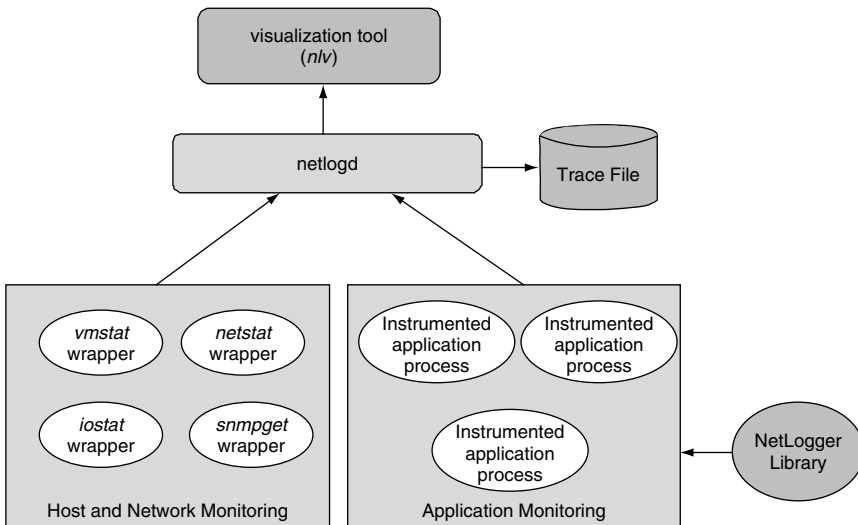 visualization tool
(nlv)
netlogd
Trace File
vmstat
wrapper
netstat
wrapper
iostat
wrapper
snmpget
wrapper
Host and Network Monitoring
Instrumented
application
process
Instrumented
application
process
Instrumented
application
process
Application Monitoring
NetLogger
Library